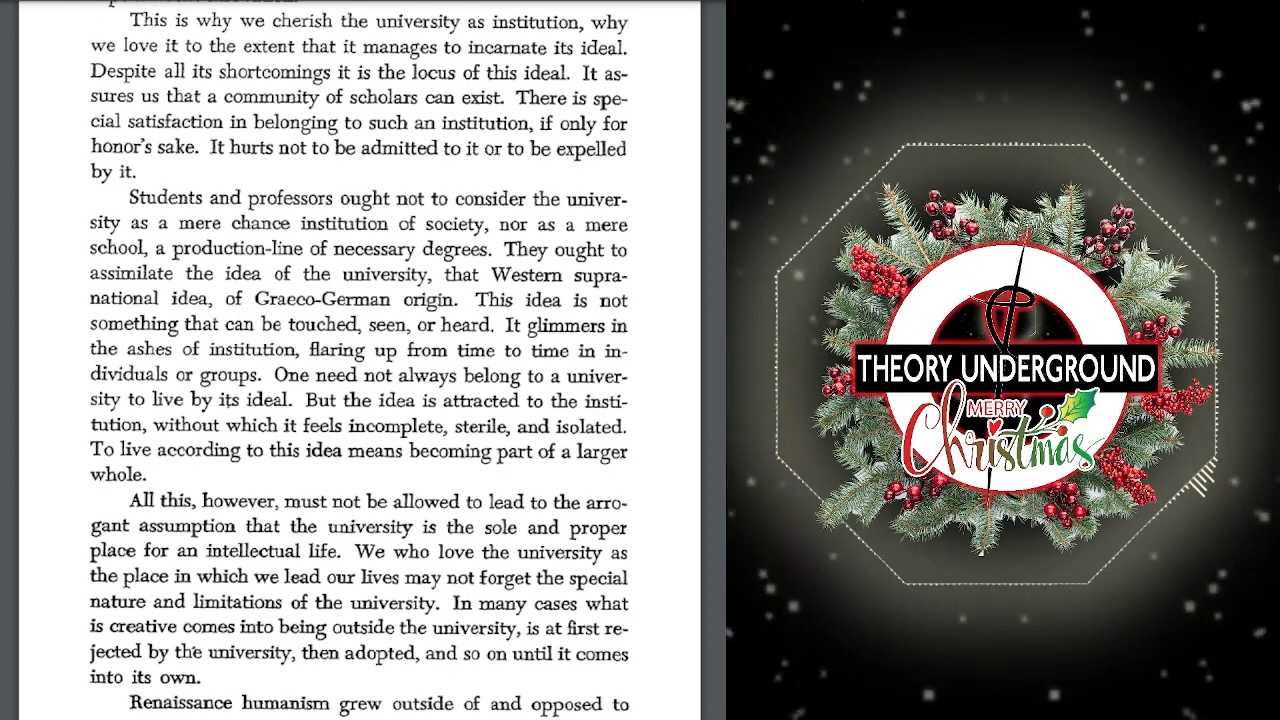 This is why we cherish the university as institution, why
we love it to the extent that it manages to incarnate its ideal.
Despite all its shortcomings it is the locus of this ideal. It as-
sures us that a community of scholars can exist. There is spe-
cial satisfaction in belonging to such an institution, if only for
honor's sake. It hurts not to be admitted to it or to be expelled
by it.
Students and professors ought not to consider the univer-
sity as a mere chance institution of society, nor as a mere
school, a production-line of necessary degrees. They ought to
assimilate the idea of the university, that Western supra-
national idea, of Graeco-German origin. This idea is not
something that can be touched, seen, or heard. It glimmers in
the ashes of institution, flaring up from time to time in in-
dividuals or groups. One need not always belong to a univer-
sity to live by its ideal. But the idea is attracted to the insti-
tution, without which it feels incomplete, sterile, and isolated.
To live according to this idea means becoming part of a larger
whole.
All this, however, must not be allowed to lead to the arro-
gant assumption that the university is the sole and proper
place for an intellectual life. We who love the university as
the place in which we lead our lives may not forget the special
nature and limitations of the university. In many cases what
is creative comes into being outside the university, is at first re-
jected by the university, then adopted, and so on until it comes
into its own.
Renaissance humanism grew outside of and opposed to
THEORY UNDERGROUND
MERRY
Christmas